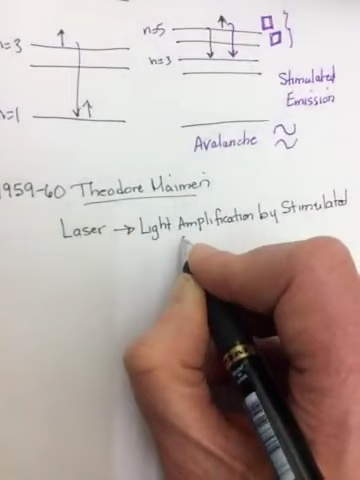 n=3
n=1
n=5
n=3
Stimulated
Emission
Avalanche
1959-60 Theodore Maimen
Laser → Light Amplification by Stimulated